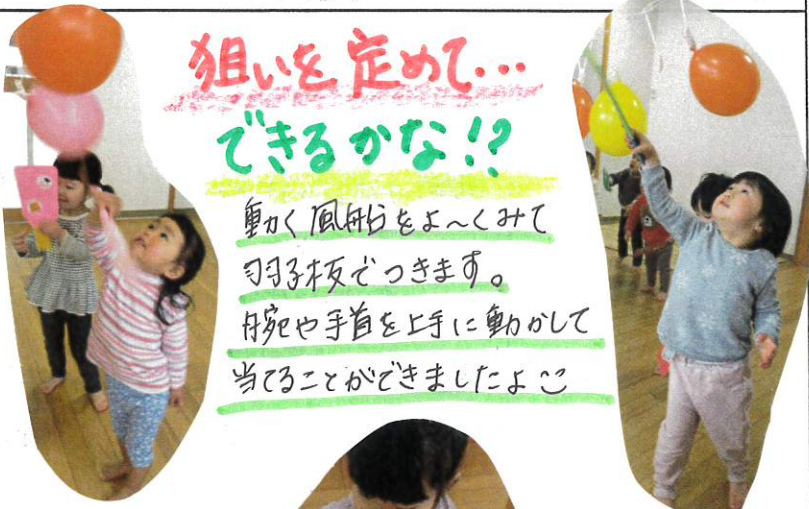 狙いを定めて…
できるかな!?
動く風船をよ〜くみて
羽子板でつきます。
腕や手首を上手に動かして
当てることができましたよ